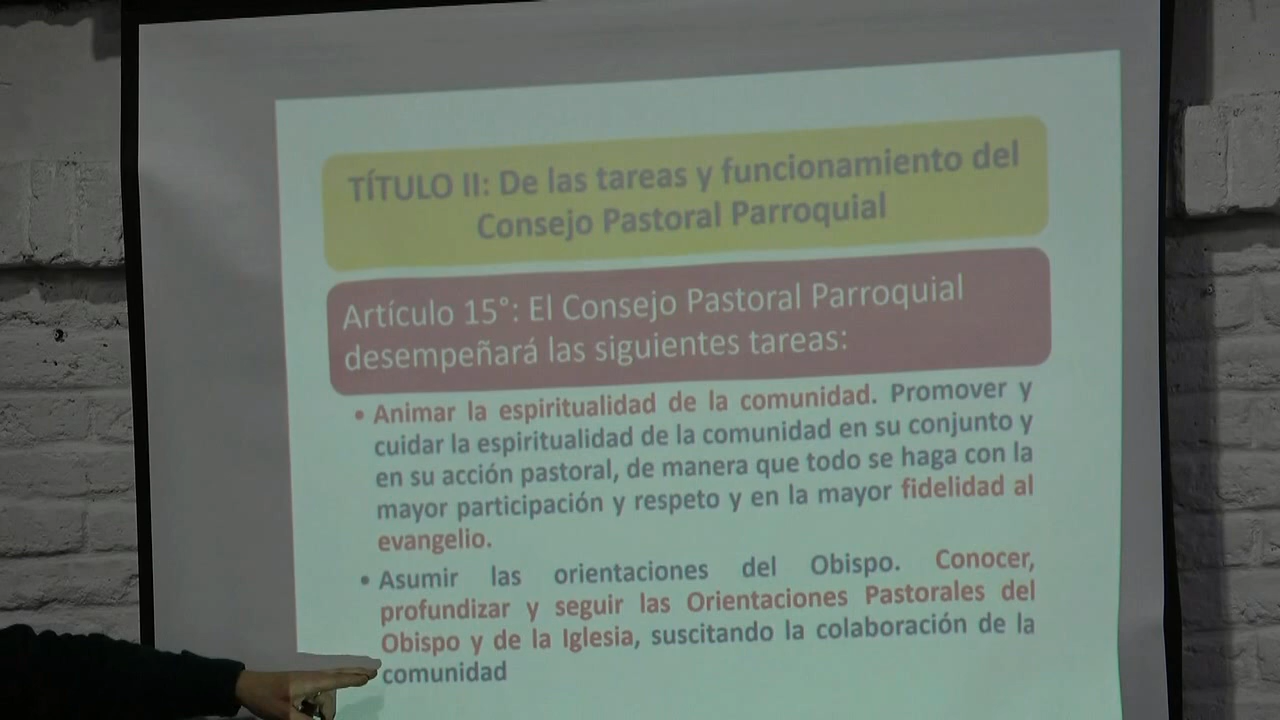 TÍTULO II: De las tareas y funcionamiento del
Consejo Pastoral Parroquial
Artículo 15°: El Consejo Pastoral Parroquial
desempeñará las siguientes tareas:
• Animar la espiritualidad de la comunidad. Promover y
cuidar la espiritualidad de la comunidad en su conjunto y
en su acción pastoral, de manera que todo se haga con la
mayor participación y respeto y en la mayor fidelidad al
evangelio.
• Asumir las orientaciones del Obispo. Conocer,
profundizar y seguir las Orientaciones Pastorales del
Obispo y de la Iglesia, suscitando la colaboración de la
comunidad